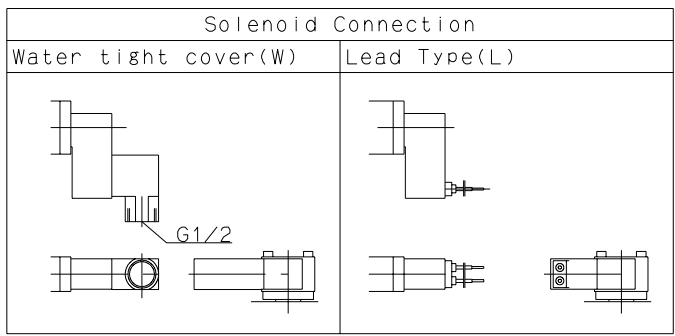 Solenoid Connection
Water tight cover(W)
Lead Type(L)
G1/2